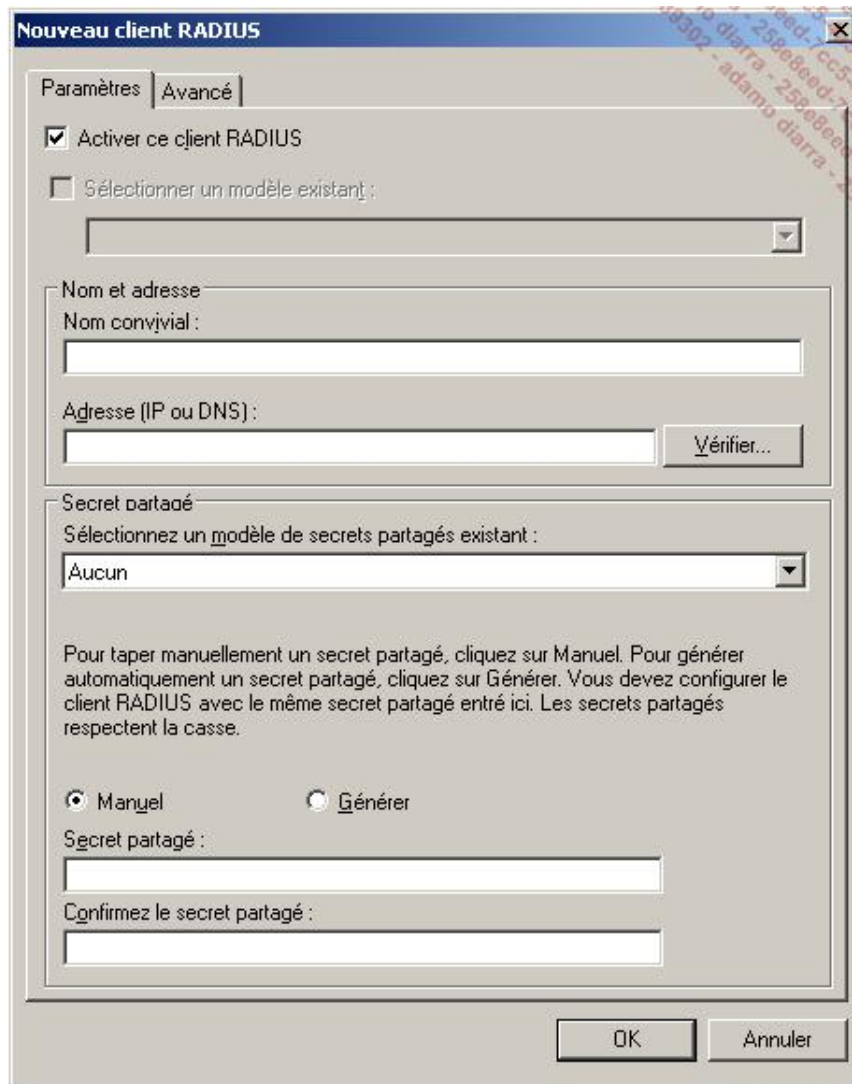 Nouveau client RADIUS
Paramètres
Avancé
Activer ce client RADIUS
Sélectionner un modèle existant :
Nom et adresse
Nom convivial :
Adresse (IP ou DNS) :
Vérifier...
Secret partagé
Sélectionnez un modèle de secrets partagés existant :
Aucun
Pour taper manuellement un secret partagé, cliquez sur Manuel. Pour générer
automatiquement un secret partagé, cliquez sur Générer. Vous devez configurer le
client RADIUS avec le même secret partagé entré ici. Les secrets partagés
respectent la casse.
Manuel
Générer
Secret partagé :
Confirmez le secret partagé :
OK
Annuler